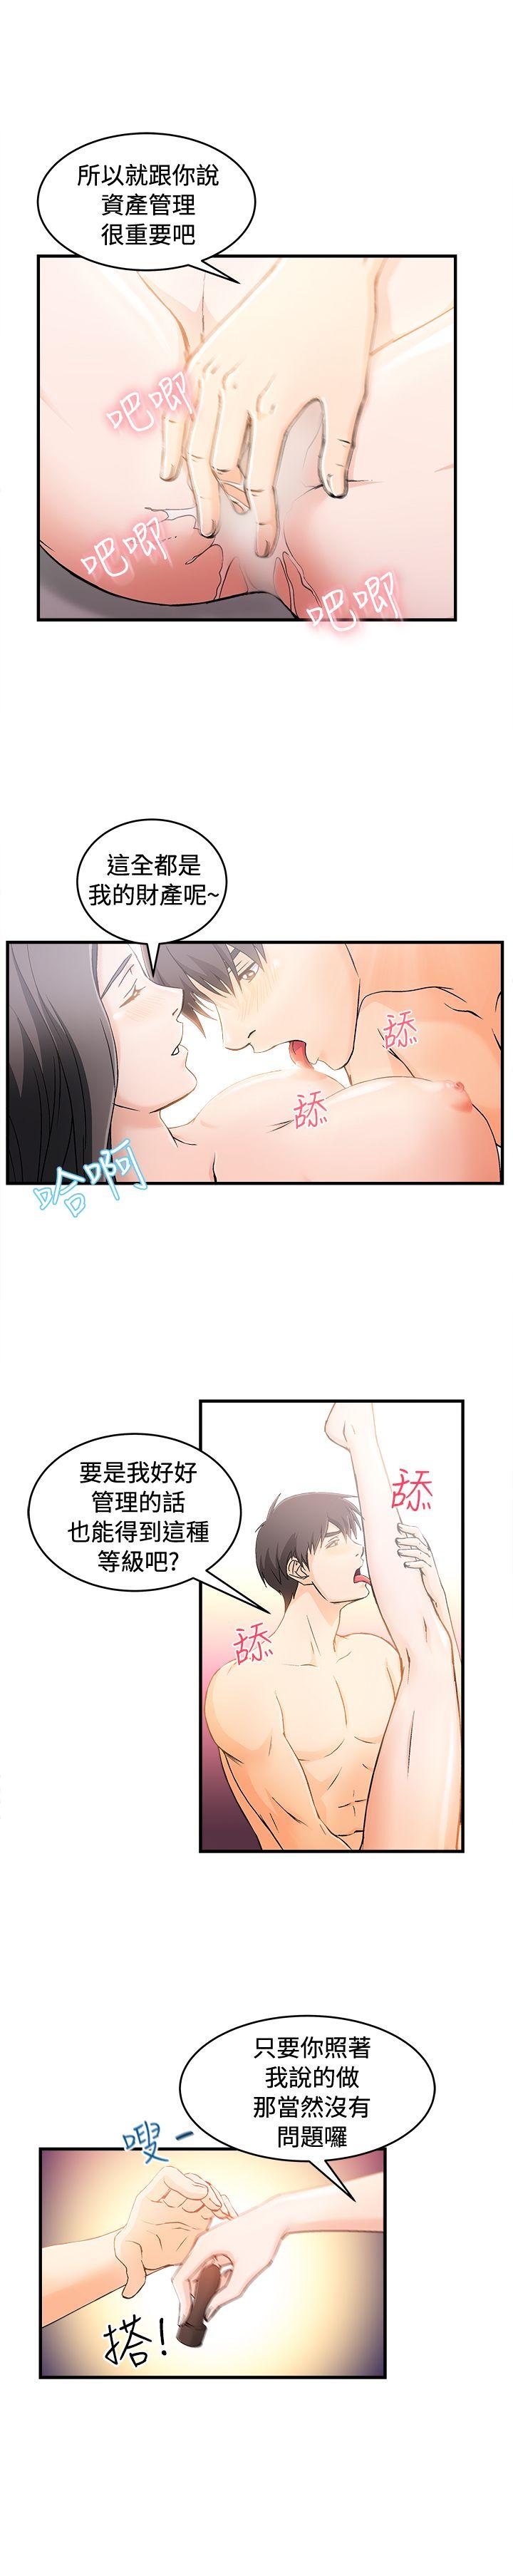 所以就跟你說
資產管理
很重要吧
吧唧
吧唧
吧唧
這全都是
我的財產呢~
舔
舔
哈啊
要是我好好
管理的話
也能得到這種
等級吧?
舔
舔
只要你照著
我說的做
那當然沒有
問題囉
嗖-
搭!